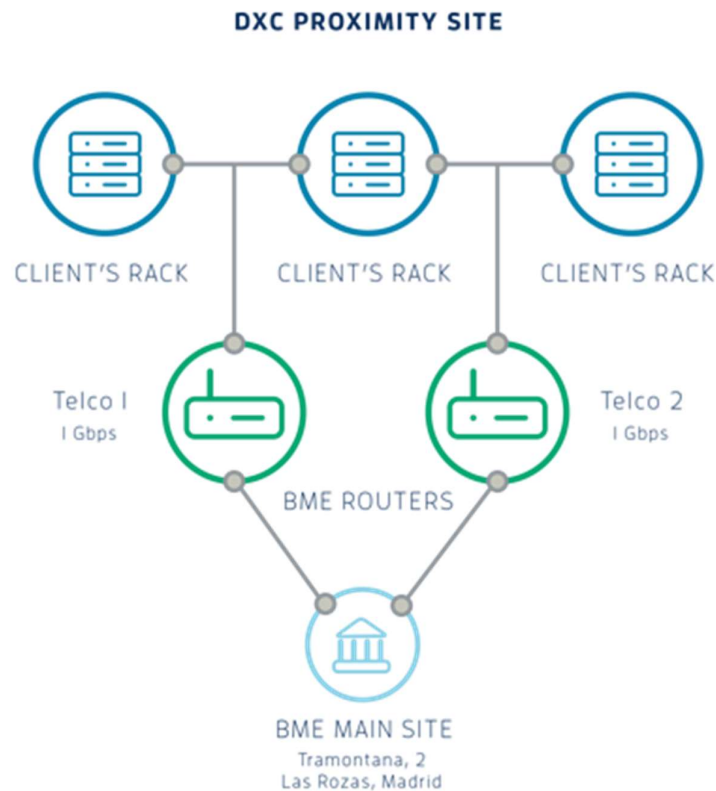 DXC PROXIMITY SITE
CLIENT'S RACK
CLIENT'S RACK
CLIENT'S RACK
Telco 1
1 Gbps
Telco 2
1 Gbps
BME ROUTERS
BME MAIN SITE
Tramontana, 2
Las Rozas, Madrid